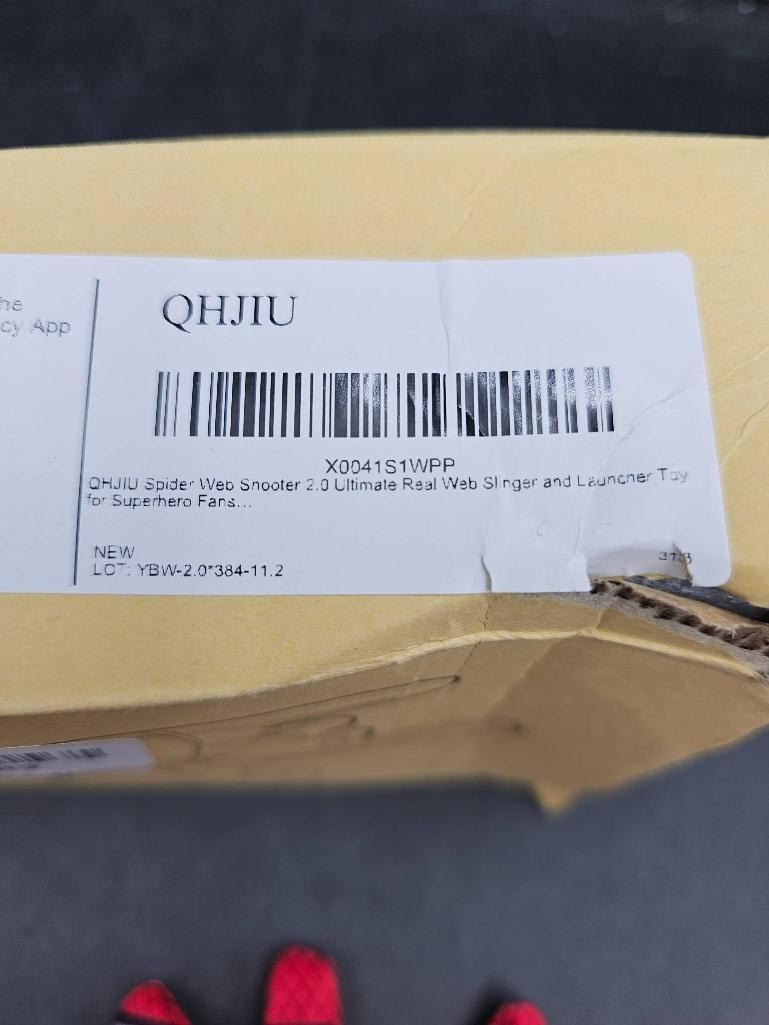 he
cy App
QHJIU
X0041S1WPP
QHJIU Spider Web Shooter 2.0 Ultimate Real Web Slinger and Launcher Toy
for Superhero Fans...
NEW
LOT: YBW-2.0*384-11.2